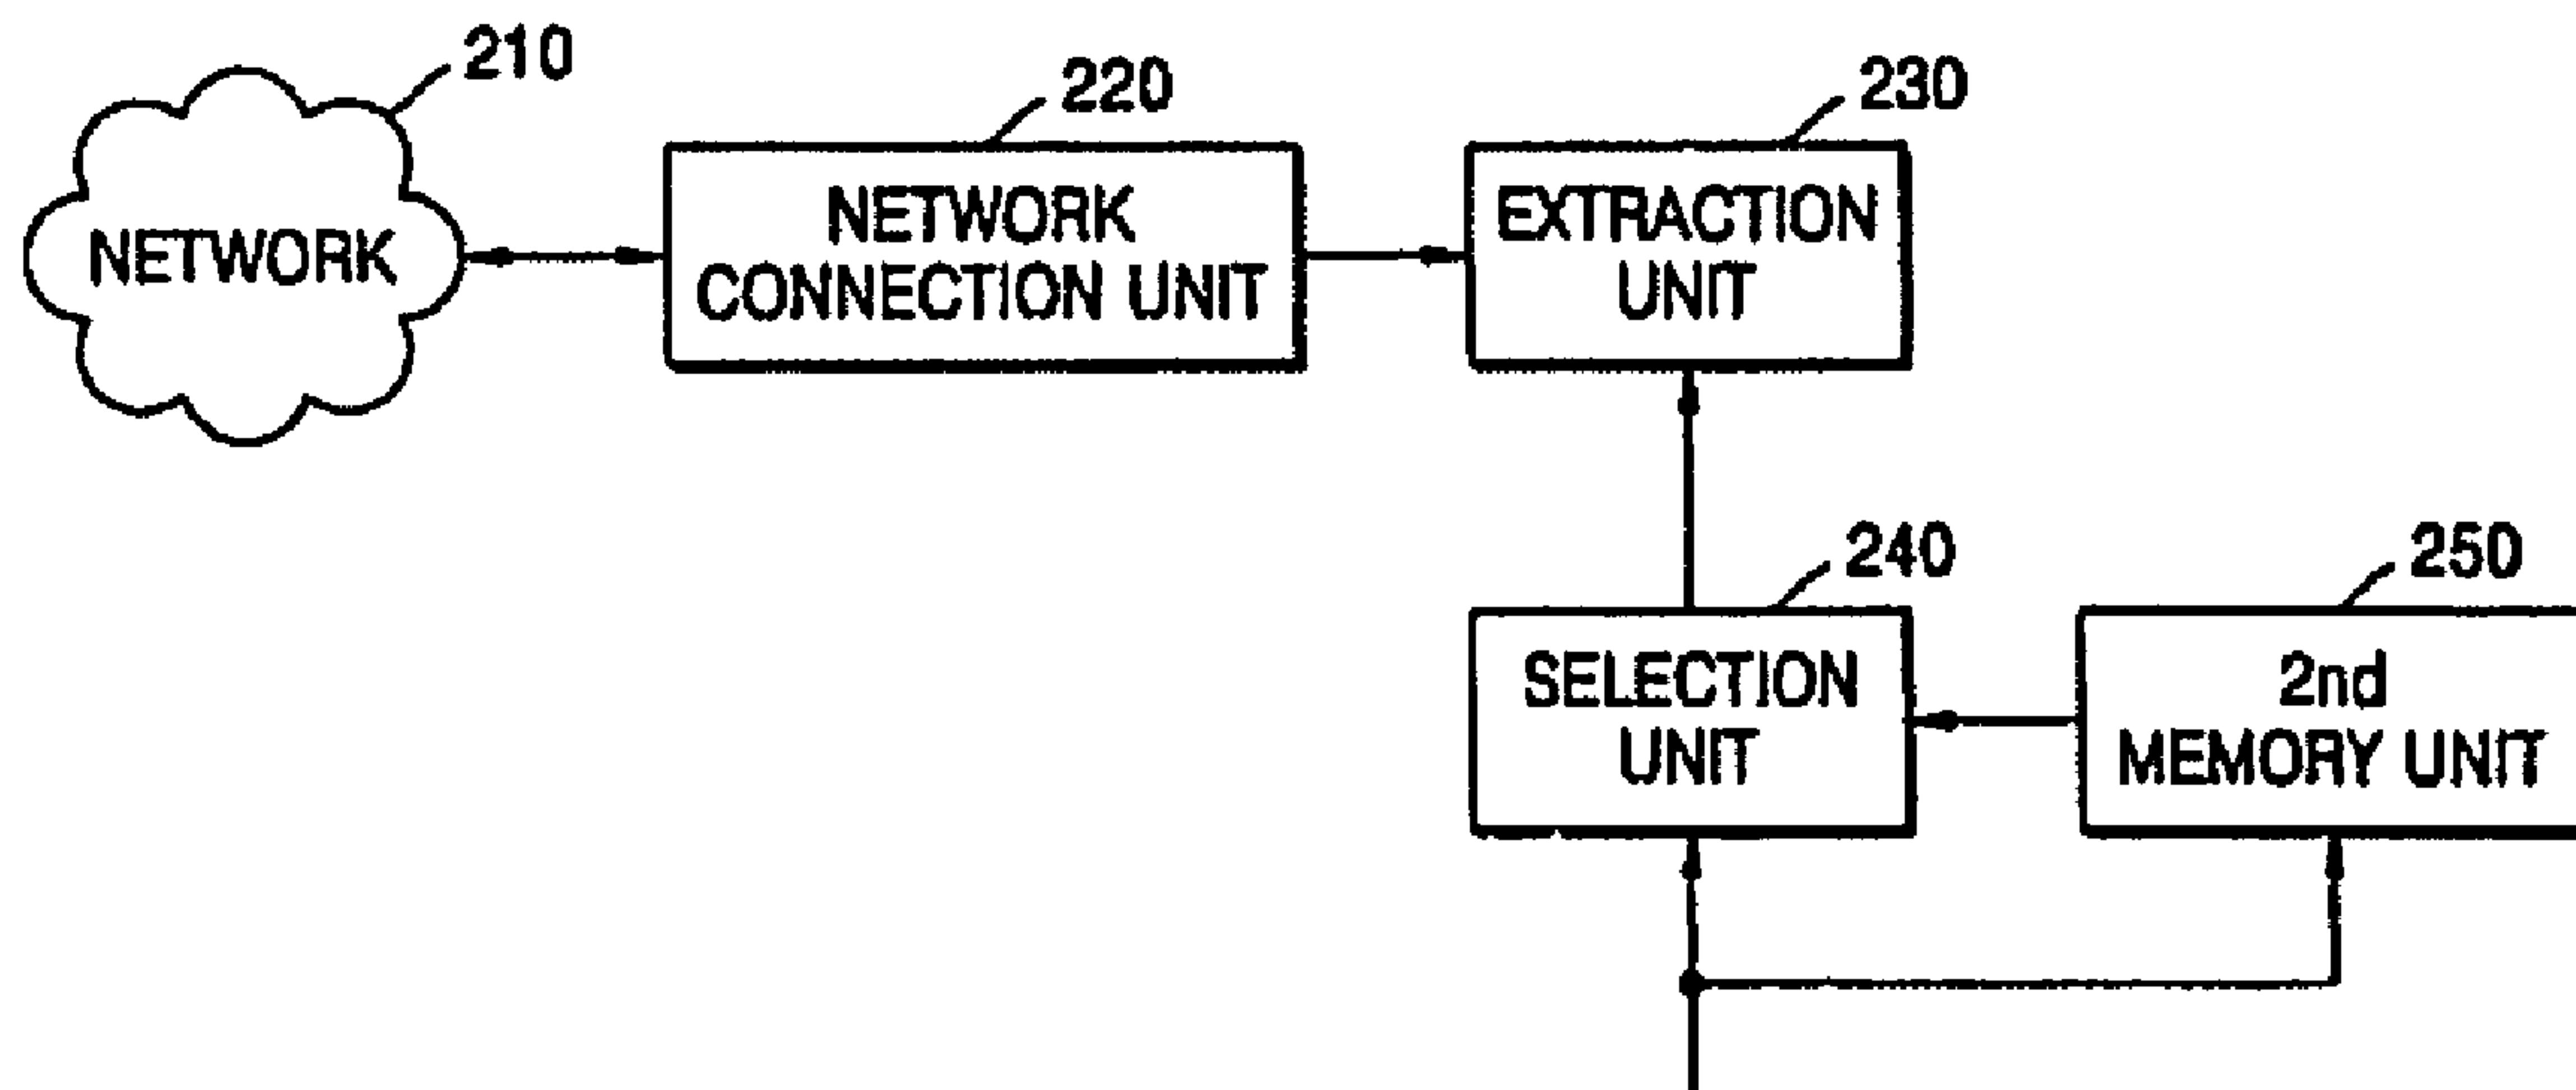 210
220
230
NETWORK
NETWORK
CONNECTION UNIT
EXTRACTION
UNIT
240
250
SELECTION
UNIT
2nd
MEMORY UNIT